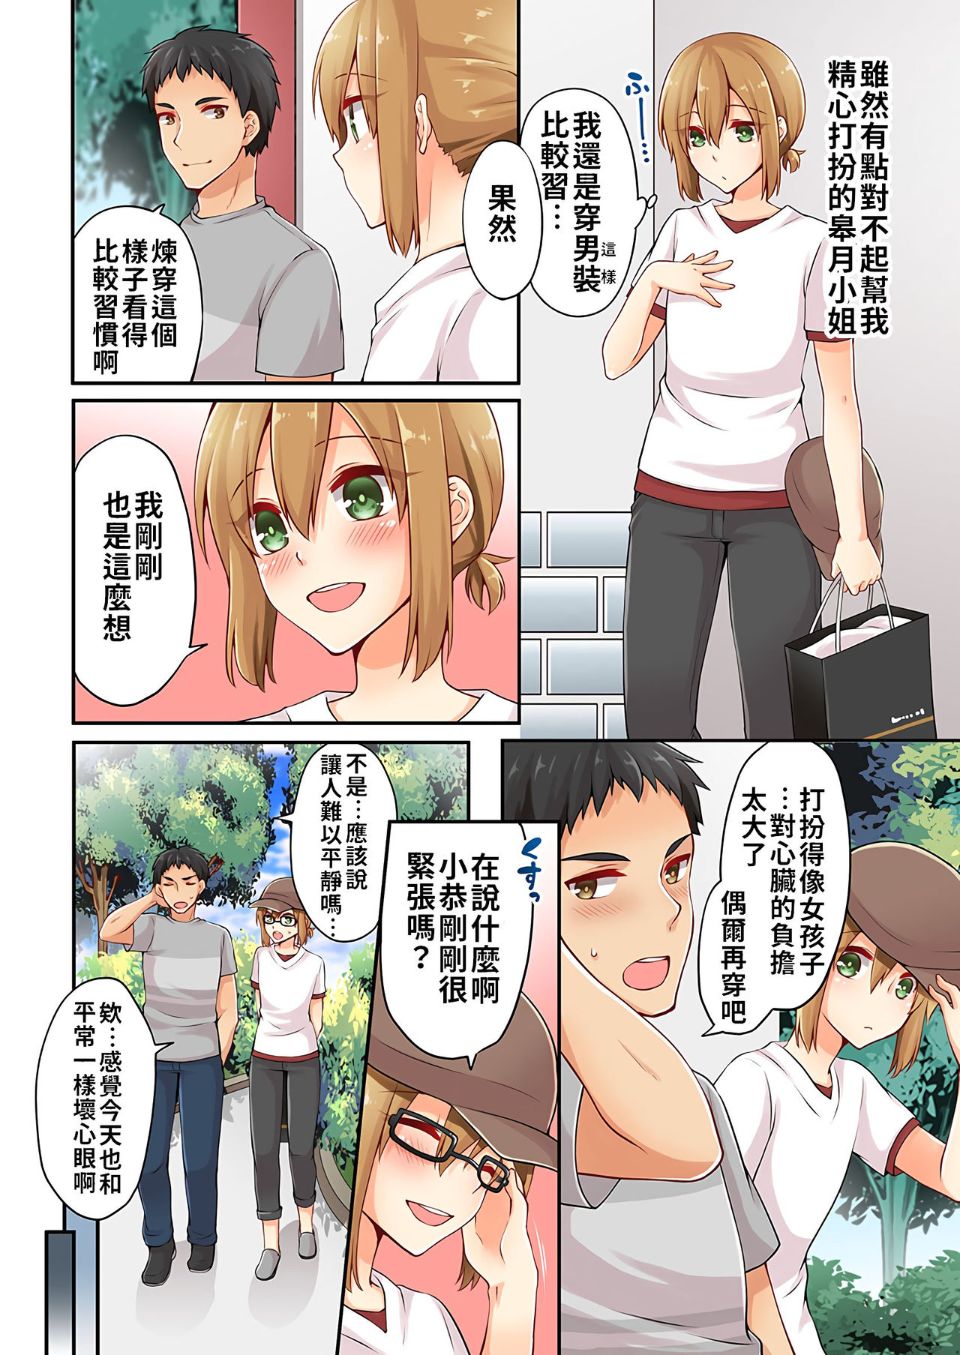 雖然有點對不起幫我
精心打扮的皋月小姐
ふー…
我還是穿男裝
這樣
比較習…
果然
煉穿這個
樣子看得
比較習慣
啊
我剛剛
也是這麼想
打扮得像女孩子
…對心臟的負擔
太大了
偶爾再穿吧
くすっ
在說什麼啊
小恭剛剛很
緊張嗎?
不是…應該說
讓人難以平靜嗎…
欸…感覺今天也和
平常一樣壞心眼啊